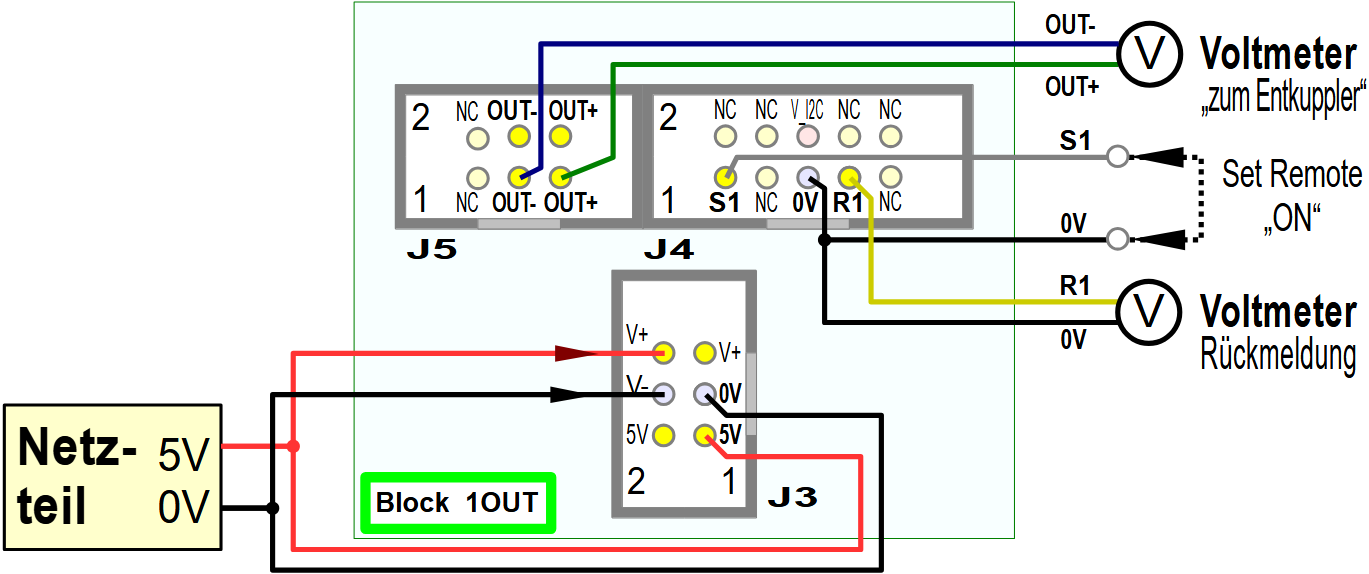 OUT-
Voltmeter
OUT+
„zum Entkuppler“
2 NC OUT- OUT+
2 NC NC V_I2C NC NC
S1
1 NC OUT- OUT+
1 S1 NC 0V R1 NC
Set Remote
„ON“
0V
J5
J4
R1
Voltmeter
Rückmeldung
0V
V
V
V+ V+
V- 0V
5V 5V
2 1
J3
Netz-
teil
5V
0V
Block 1OUT